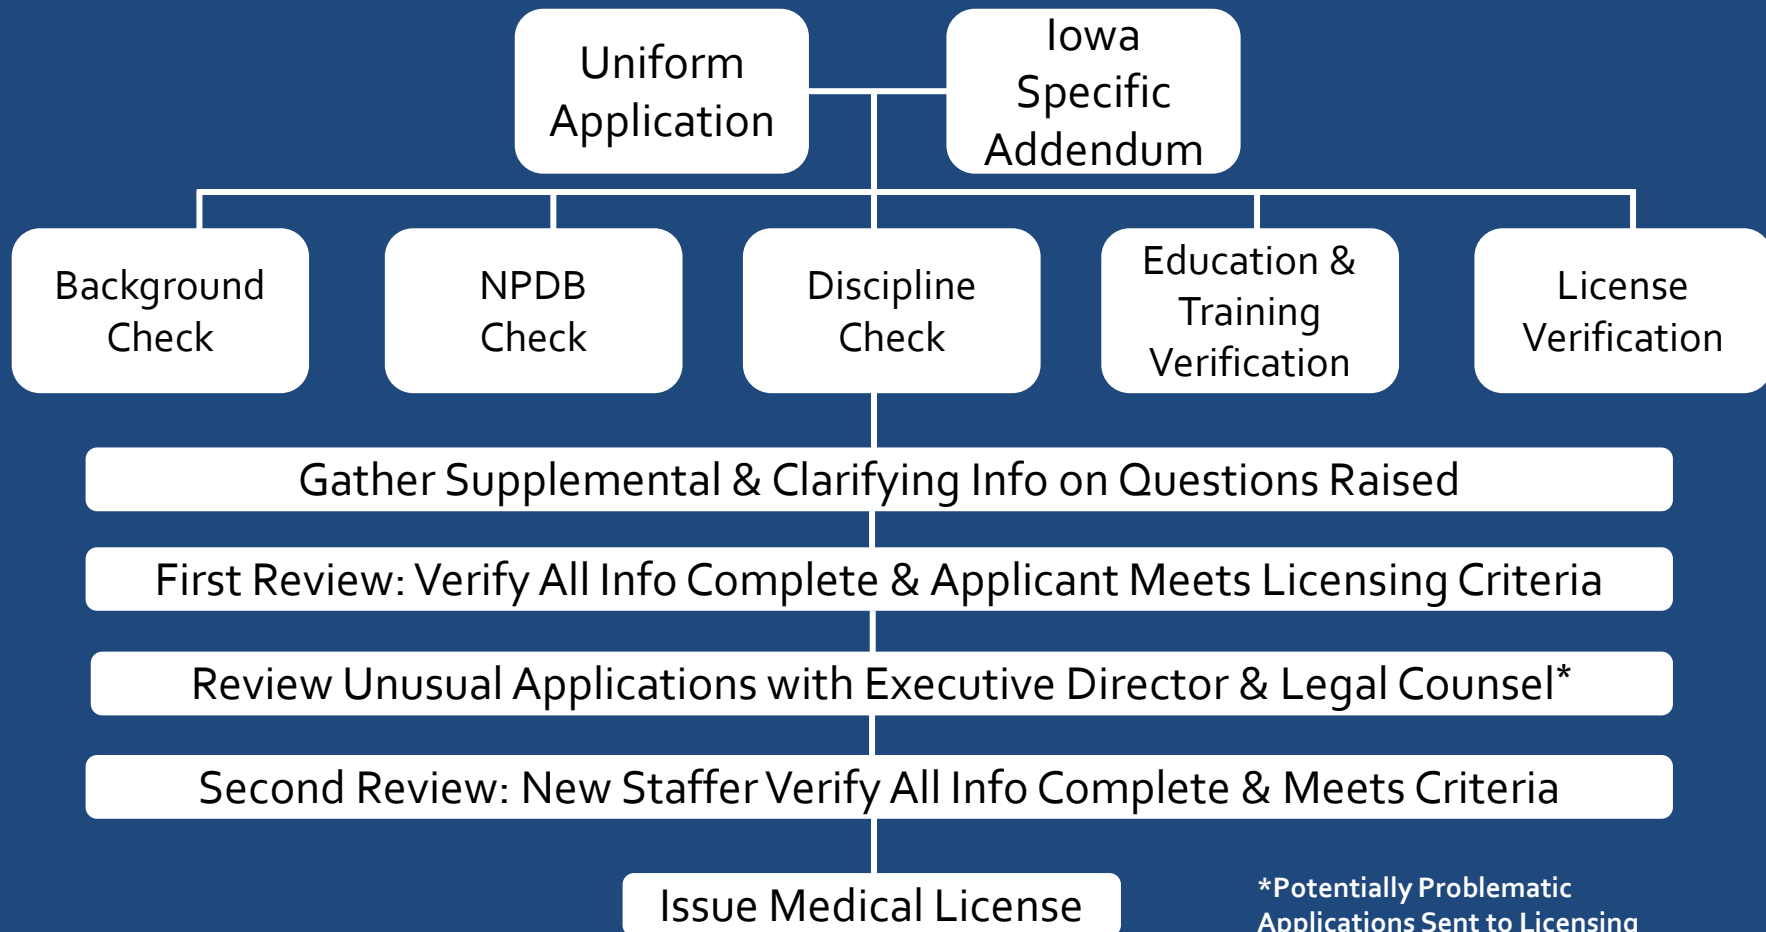 Uniform
Application
Iowa
Specific
Addendum
Background
Check
NPDB
Check
Discipline
Check
Education &
Training
Verification
License
Verification
Gather Supplemental & Clarifying Info on Questions Raised
First Review: Verify All Info Complete & Applicant Meets Licensing Criteria
Review Unusual Applications with Executive Director & Legal Counsel*
Second Review: New Staffer Verify All Info Complete & Meets Criteria
Issue Medical License
*Potentially Problematic
Applications Sent to Licensing